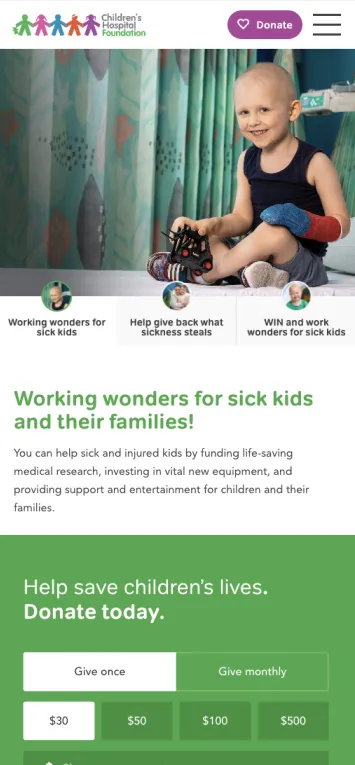 Children's
Hospital
Foundation
Donate
Working wonders for
sick kids
Help give back what
sickness steals
WIN and work
wonders for sick kids
Working wonders for sick kids
and their families!
You can help sick and injured kids by funding life-saving
medical research, investing in vital new equipment, and
providing support and entertainment for children and their
families.
Help save children's lives.
Donate today.
Give once
Give monthly
$30
$50
$100
$500